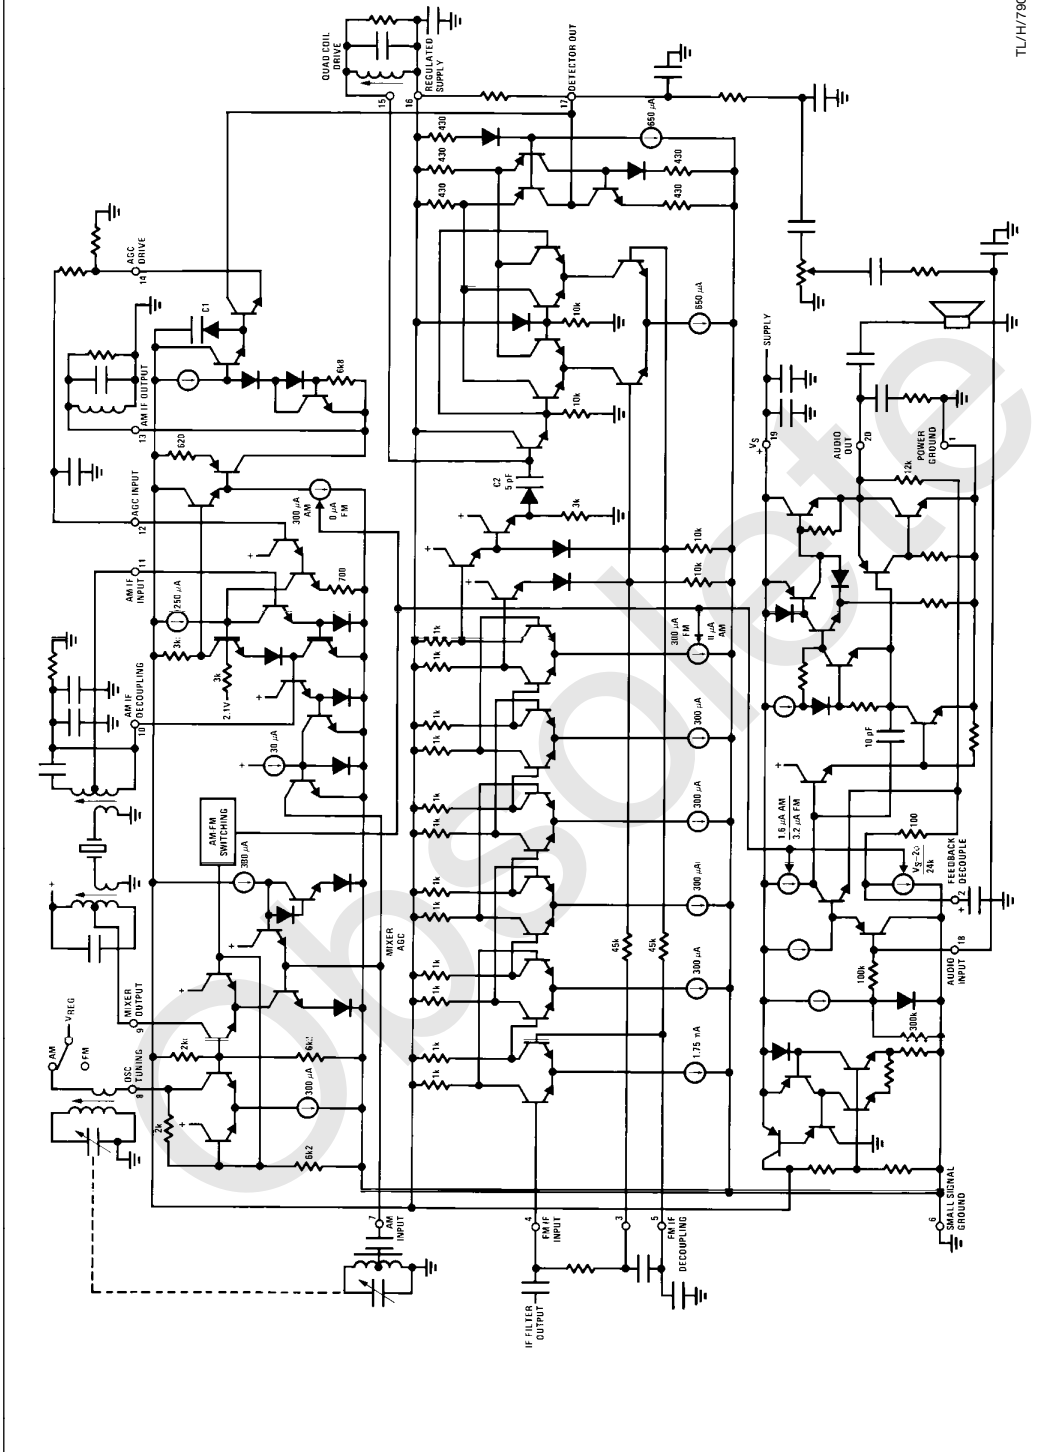 TL/H/790
QUAD COIL
DRIVE
REGULATED
SUPPLY
15
16
DETECTOR OUT
17
430
430
430
650 μA
430
430
AGC
DRIVE
14
C1
6k8
AM IF OUTPUT
13
620
AGC INPUT
12
300 μA
AM
0 μA
FM
AM IF
INPUT
11
250 μA
700
3k
3k
2.1V
AM IF
DECOUPLING
10
30 μA
AM-FM
SWITCHING
300 μA
MIXER
AGC
MIXER
OUTPUT
9
VREG
AM
FM
OSC
TUNING
8
2k
2k
6k2
300 μA
6k2
7
AM
INPUT
10k
10k
650 μA
C2
5 pF
3k
10k
10k
1k
1k
300 μA
FM
0 μA
AM
1k
1k
300 μA
1k
1k
300 μA
1k
1k
300 μA
1k
1k
300 μA
1k
1k
1.75 mA
45k
45k
4
FM IF
INPUT
3
5
FM IF
DECOUPLING
IF FILTER
OUTPUT
SUPPLY
VS
+
19
AUDIO
OUT
20
POWER
GROUND
1
12k
10 pF
1.6 μA AM
3.2 μA FM
100
VS-2∅
24k
FEEDBACK
DECOUPLE
2
+
100k
18
AUDIO
INPUT
300k
6
SMALL SIGNAL
GROUND
Obsolete